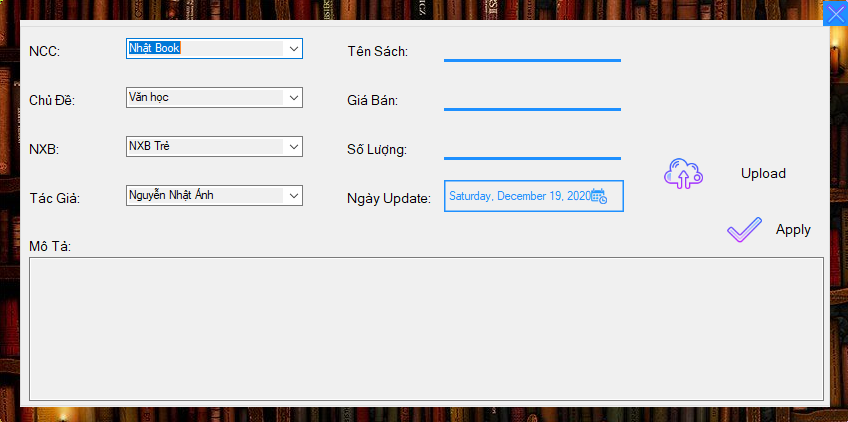 NCC: Nhật Book Tên Sách:
Chủ Đề: Văn học Giá Bán:
NXB: NXB Trẻ Số Lượng:
Upload
Tác Giả: Nguyễn Nhật Ánh Ngày Update: Saturday, December 19, 2020
Apply
Mô Tả: